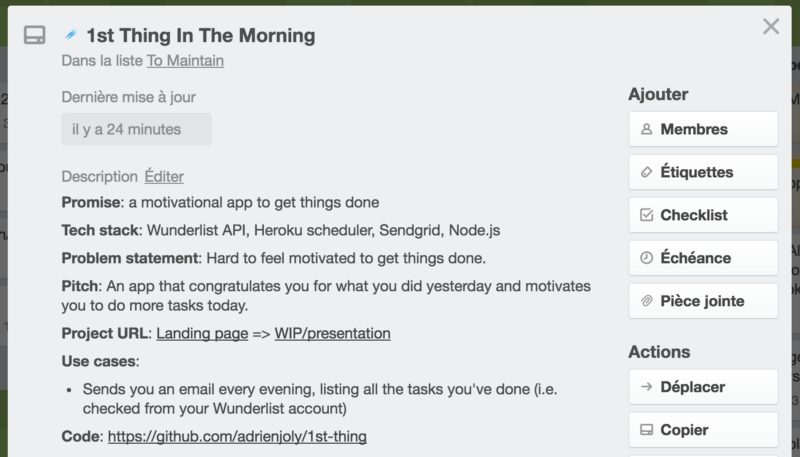 1st Thing In The Morning
Dans la liste To Maintain
Dernière mise à jour
il y a 24 minutes
Description Éditer
Promise: a motivational app to get things done
Tech stack: Wunderlist API, Heroku scheduler, Sendgrid, Node.js
Problem statement: Hard to feel motivated to get things done.
Pitch: An app that congratulates you for what you did yesterday and motivates
you to do more tasks today.
Project URL: Landing page => WIP/presentation
Use cases:
• Sends you an email every evening, listing all the tasks you've done (i.e.
checked from your Wunderlist account)
Code: https://github.com/adrienjoly/1st-thing
Ajouter
Membres
Étiquettes
Checklist
Échéance
Pièce jointe
Actions
Déplacer
Copier